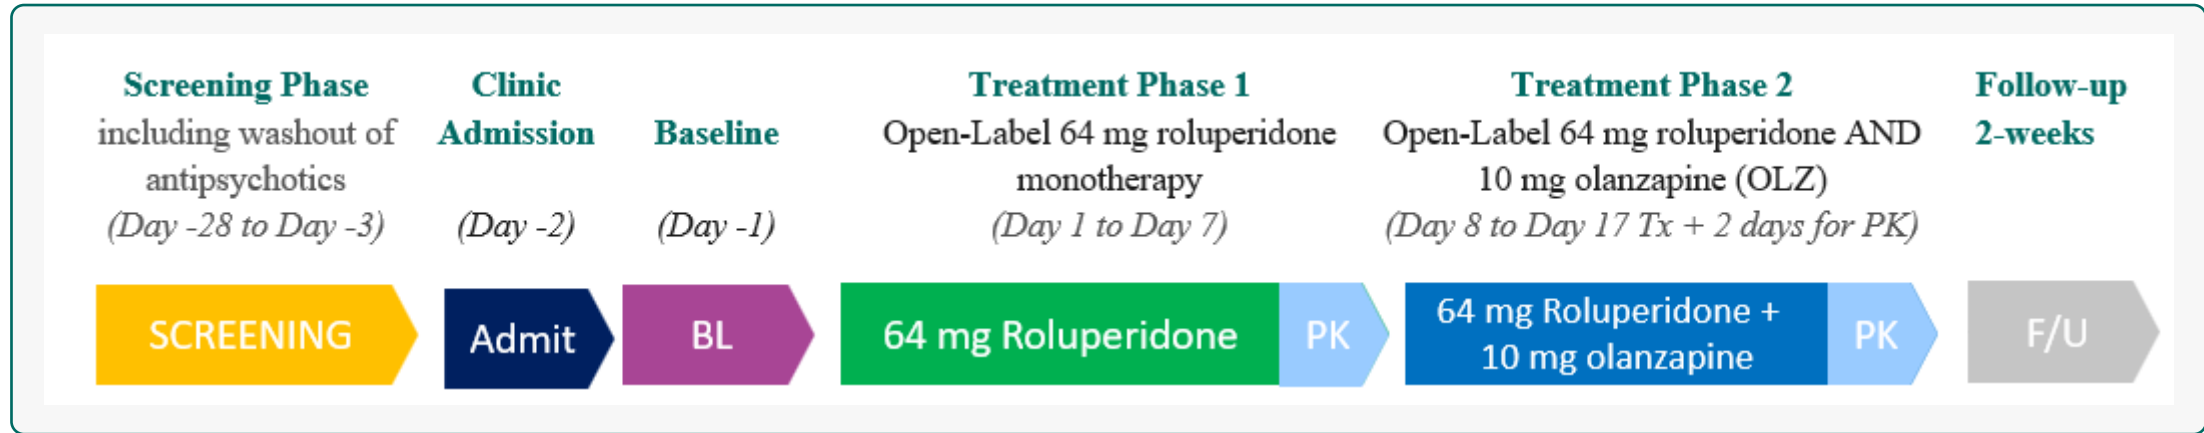 Screening Phase
including washout of
antipsychotics
(Day -28 to Day -3)
Clinic
Admission
(Day -2)
Baseline
(Day -1)
Treatment Phase 1
Open-Label 64 mg roluperidone
monotherapy
(Day 1 to Day 7)
Treatment Phase 2
Open-Label 64 mg roluperidone AND
10 mg olanzapine (OLZ)
(Day 8 to Day 17 Tx + 2 days for PK)
Follow-up
2-weeks
SCREENING
Admit
BL
64 mg Roluperidone
PK
64 mg Roluperidone +
10 mg olanzapine
PK
F/U